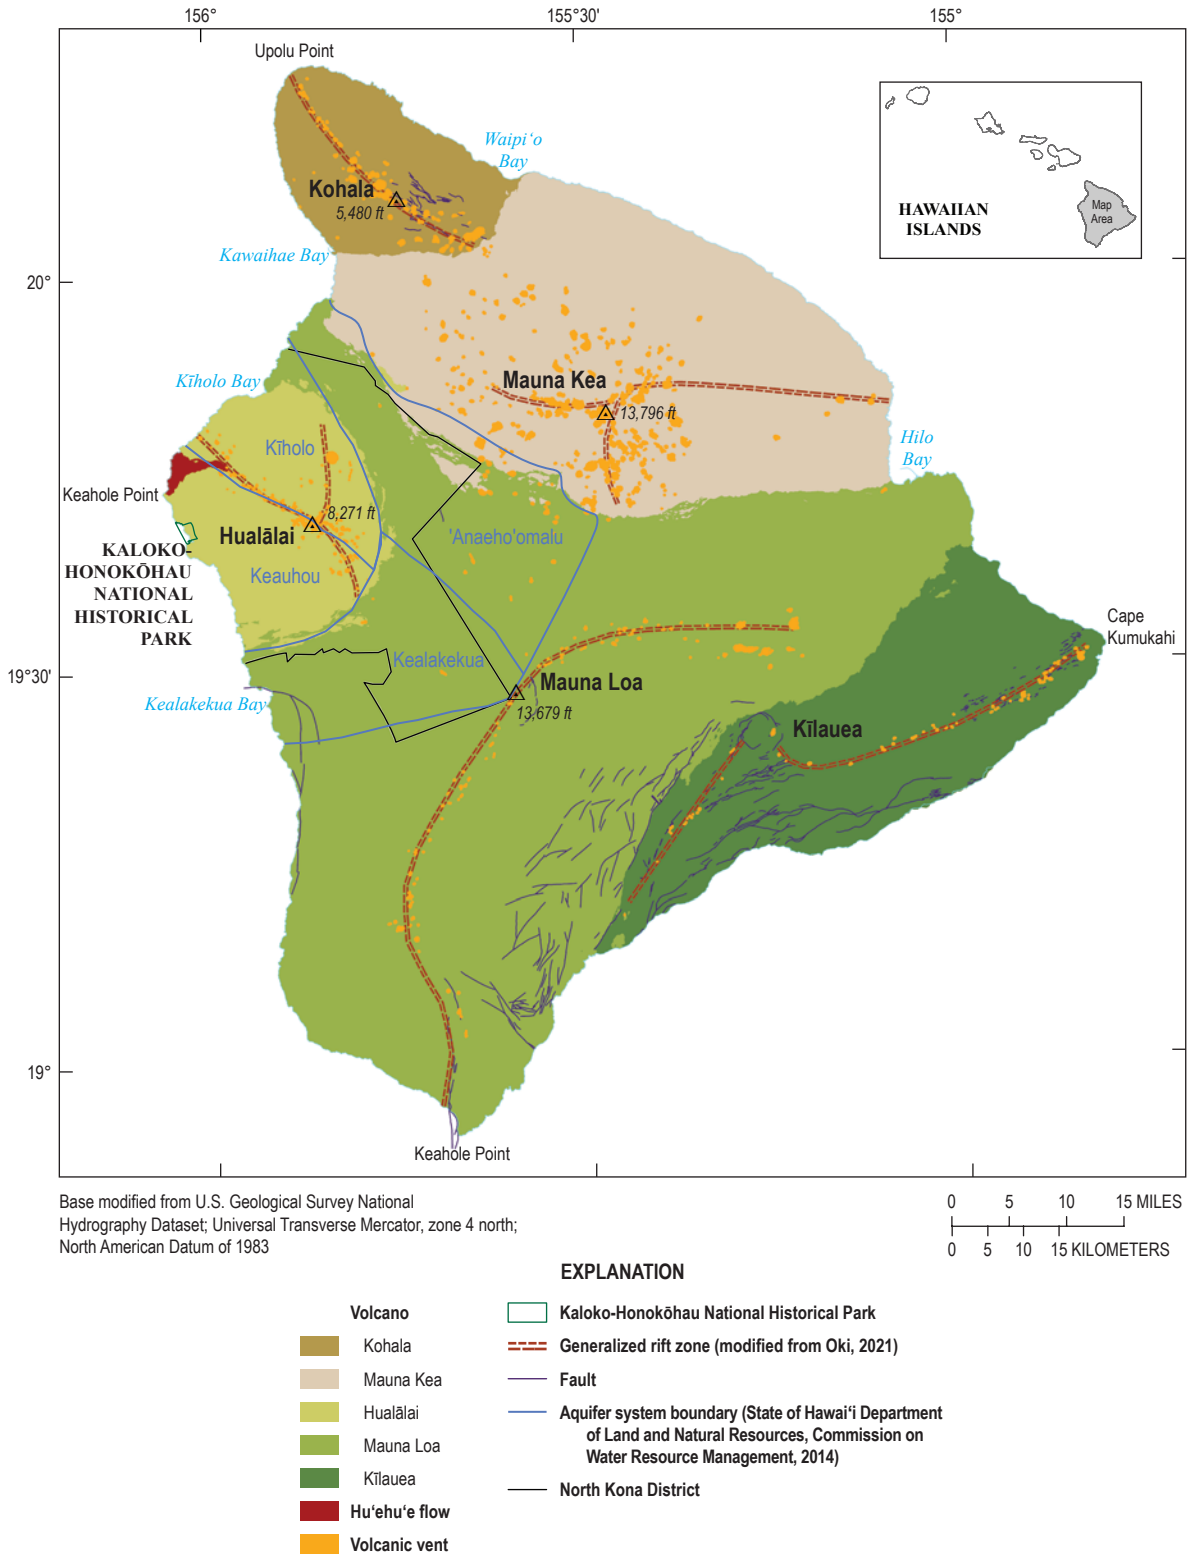 156°
155°30'
155°
Upolu Point
Waipiʻo
Bay
Kohala
5,480 ft
HAWAIIAN
ISLANDS
Map
Area
Kawaihae Bay
20°
Kīholo Bay
Mauna Kea
13,796 ft
Kīholo
Hilo
Bay
Keahole Point
8,271 ft
Hualālai
'Anaeho'omalu
KALOKO-
HONOKŌHAU
NATIONAL
HISTORICAL
PARK
Keauhou
Cape
Kumukahi
Kealakekua
19°30'
Mauna Loa
Kealakekua Bay
13,679 ft
Kīlauea
19°
Keahole Point
Base modified from U.S. Geological Survey National
Hydrography Dataset; Universal Transverse Mercator, zone 4 north;
North American Datum of 1983
0 5 10 15 MILES
0 5 10 15 KILOMETERS
EXPLANATION
Volcano
Kohala
Mauna Kea
Hualālai
Mauna Loa
Kīlauea
Huʻehuʻe flow
Volcanic vent
Kaloko-Honokōhau National Historical Park
Generalized rift zone (modified from Oki, 2021)
Fault
Aquifer system boundary (State of Hawaiʻi Department
of Land and Natural Resources, Commission on
Water Resource Management, 2014)
North Kona District